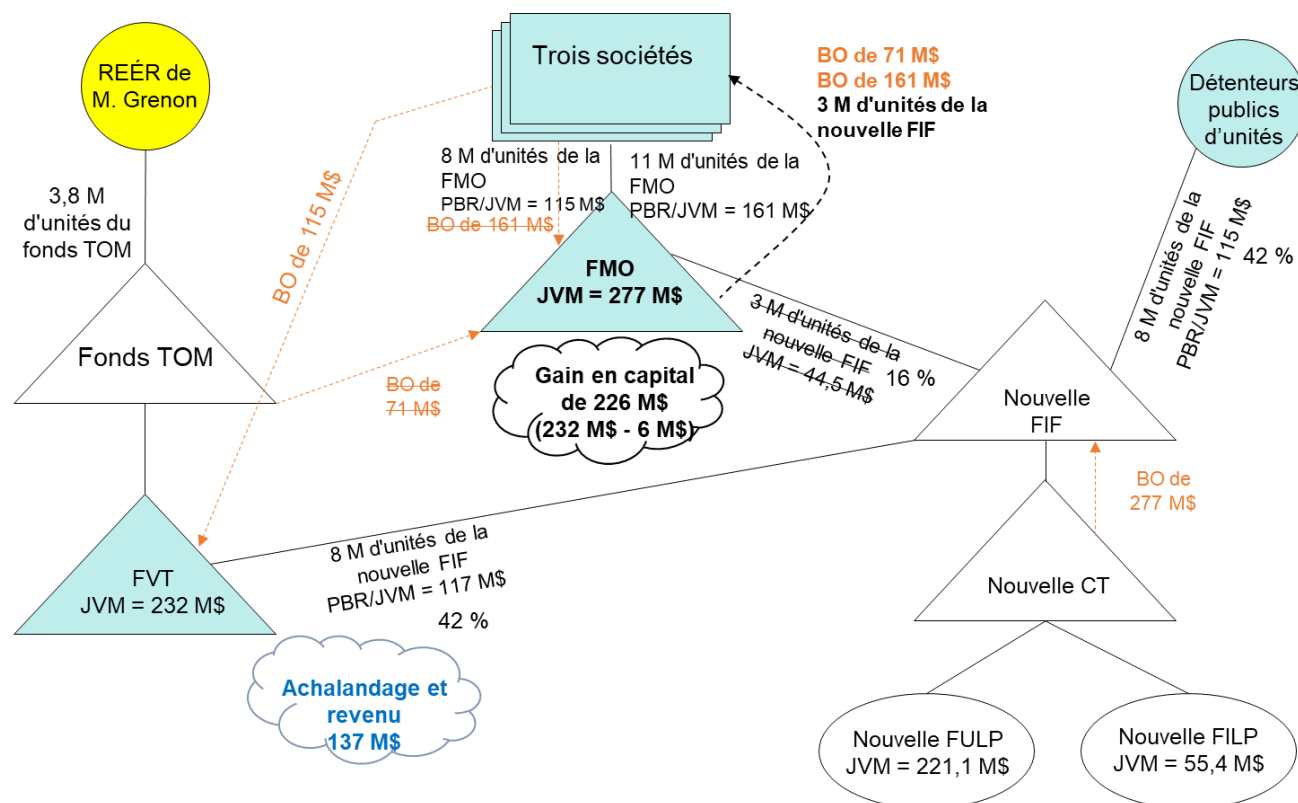 REÉR de
M. Grenon
Trois sociétés
BO de 71 M$
BO de 161 M$
3 M d'unités de la
nouvelle FIF
Détenteurs
publics
d’unités
3,8 M
d'unités du
fonds TOM
BO de 115 M$
8 M d'unités de la
FMO
PBR/JVM = 115 M$
BO de 161 M$
11 M d'unités de la
FMO
PBR/JVM = 161 M$
8 M d'unités de la
nouvelle FIF
PBR/JVM = 115 M$
42 %
FMO
JVM = 277 M$
3 M d'unités de la
nouvelle FIF
JVM = 44,5 M$
16 %
Fonds TOM
BO de
71 M$
Gain en capital
de 226 M$
(232 M$ - 6 M$)
Nouvelle
FIF
BO de
277 M$
FVT
JVM = 232 M$
8 M d'unités de la
nouvelle FIF
PBR/JVM = 117 M$
42 %
Nouvelle CT
Achalandage et
revenu
137 M$
Nouvelle FULP
JVM = 221,1 M$
Nouvelle FILP
JVM = 55,4 M$